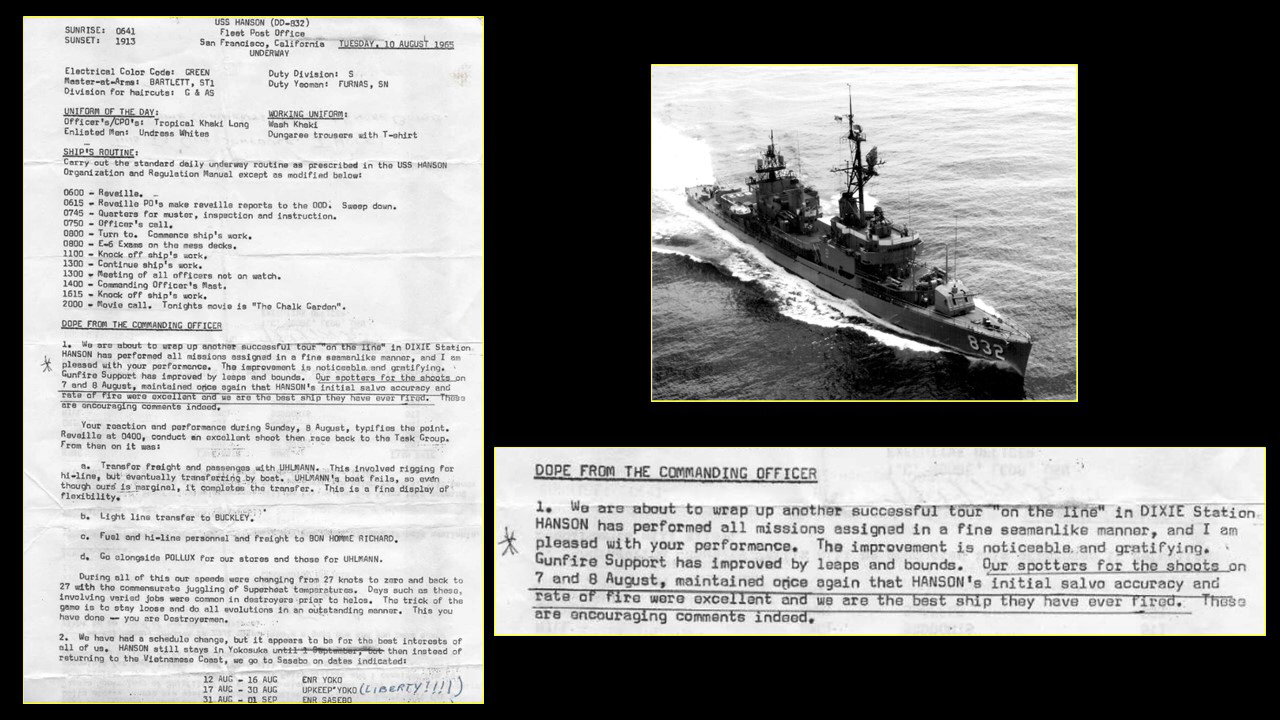 USS HANSON (DD-832)
SUNRISE: 0641
Fleet Post Office
SUNSET: 1913
San Francisco, California TUESDAY, 10 AUGUST 1965
UNDERWAY
Electrical Color Code: GREEN Duty Division: S
Master-at-Arms: BARTLETT, ST1 Duty Yeoman: FURNAS, SN
Division for haircuts: G & AS
UNIFORM OF THE DAY: WORKING UNIFORM:
Officer's/CPO's: Tropical Khaki Long Wash Khaki
Enlisted Men: Undress Whites Dungaree trousers with T-shirt
SHIP'S ROUTINE:
Carry out the standard daily underway routine as prescribed in the USS HANSON
Organization and Regulation Manual except as modified below:
0600 - Reveille.
0615 - Reveille PO's make reveille reports to the OOD. Sweep down.
0745 - Quarters for muster, inspection and instruction.
0750 - Officer's call.
0800 - Turn to. Commence ship's work.
0800 - E-6 Exams on the mess decks.
1100 - Knock off ship's work.
1300 - Continue ship's work.
1300 - Meeting of all officers not on watch.
1400 - Commanding Officer's Mast.
1615 - Knock off ship's work.
2000 - Movie call. Tonights movie is "The Chalk Garden".
DOPE FROM THE COMMANDING OFFICER
1. We are about to wrap up another successful tour "on the line" in DIXIE Station
HANSON has performed all missions assigned in a fine seamanlike manner, and I am
pleased with your performance. The improvement is noticeable and gratifying.
Gunfire Support has improved by leaps and bounds. Our spotters for the shoots on
7 and 8 August, maintained once again that HANSON's initial salvo accuracy and
rate of fire were excellent and we are the best ship they have ever fired. These
are encouraging comments indeed.
Your reaction and performance during Sunday, 8 August, typifies the point.
Reveille at 0400, conduct an excellent shoot then race back to the Task Group.
From then on it was:
a. Transfer freight and passenges with UHLMANN. This involved rigging for
hi-line, but eventually transferring by boat. UHLMANN's boat fails, so even
though ours is marginal, it completes the transfer. This is a fine display of
flexibility.
b. Light line transfer to BUCKLEY.
c. Fuel and hi-line personnel and freight to BON HOMME RICHARD.
d. Go alongside POLLUX for our stores and those for UHLMANN.
During all of this our speeds were changing from 27 knots to zero and back to
27 with the commensurate juggling of Superheat temperatures. Days such as these,
involving varied jobs were common in destroyers prior to helos. The trick of the
game is to stay loose and do all evolutions in an outstanding manner. This you
have done -- you are Destroyermen.
2. We have had a schedule change, but it appears to be for the best interests of
all of us. HANSON still stays in Yokosuka until 1 September, but then instead of
returning to the Vietnamese Coast, we go to Sasebo on dates indicated:
12 AUG - 16 AUG ENR YOKO
17 AUG - 30 AUG UPKEEP YOKO (LIBERTY!!!!)
31 AUG - 01 SEP ENR SASEBO
832
DOPE FROM THE COMMANDING OFFICER
1. We are about to wrap up another successful tour "on the line" in DIXIE Station
HANSON has performed all missions assigned in a fine seamanlike manner, and I am
pleased with your performance. The improvement is noticeable and gratifying.
Gunfire Support has improved by leaps and bounds. Our spotters for the shoots on
7 and 8 August, maintained once again that HANSON's initial salvo accuracy and
rate of fire were excellent and we are the best ship they have ever fired. These
are encouraging comments indeed.